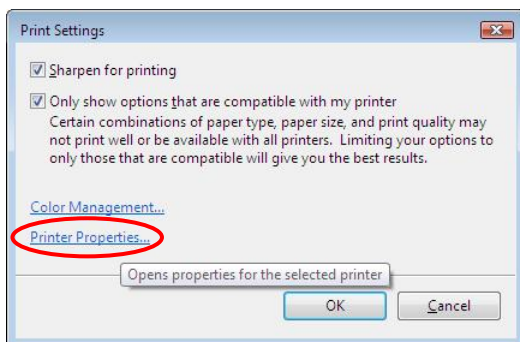 Print Settings
Sharpen for printing
Only show options that are compatible with my printer
Certain combinations of paper type, paper size, and print quality may
not print well or be available with all printers. Limiting your options to
only those that are compatible will give you the best results.
Color Management...
Printer Properties...
Opens properties for the selected printer
OK
Cancel